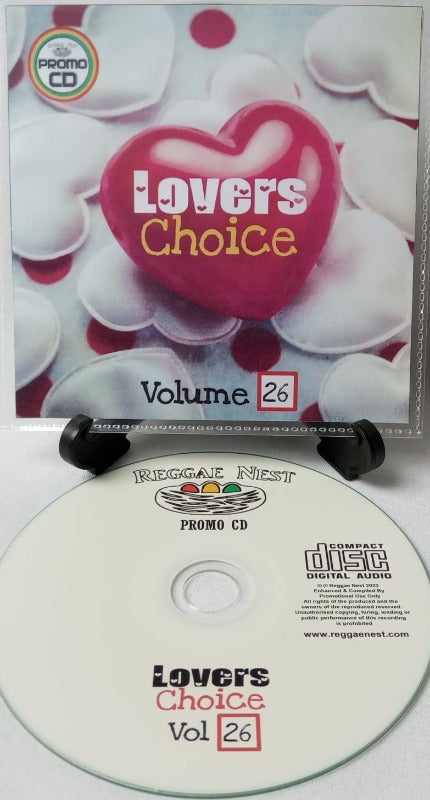 PROMO
CD
Lovers
Choice
Volume 26
REGGAE NEST
PROMO CD
COMPACT
disc
DIGITAL AUDIO
© ℗ Reggae Nest 2022
Enhanced & Compiled By
Promotional Use Only
All rights of the produced and the
owners of the reproduced reserved.
Unauthorised copying, hiring, lending or
public performance of this recording
is prohibited
www.reggaenest.com
Lovers
Choice
Vol 26